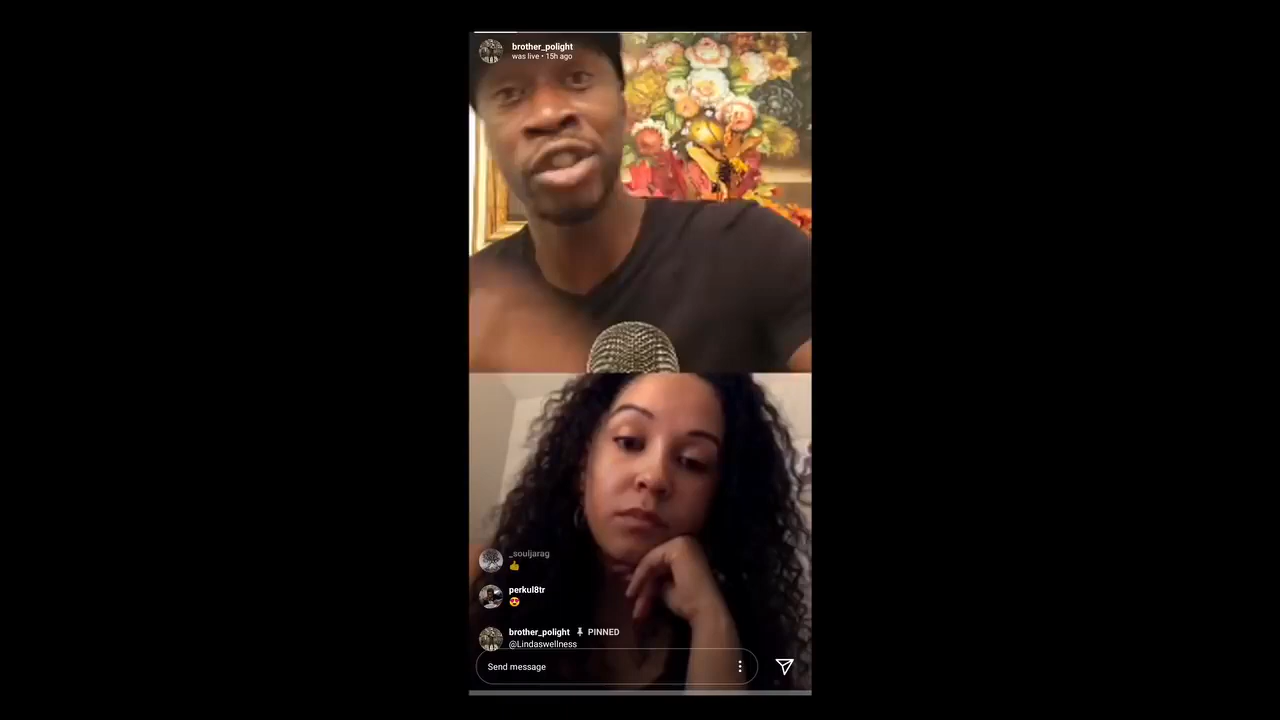 brother_polight
was live • 15h ago
_souljarag
👍
perkul8tr
😍
brother_polight PINNED
@Lindaswellness
Send message